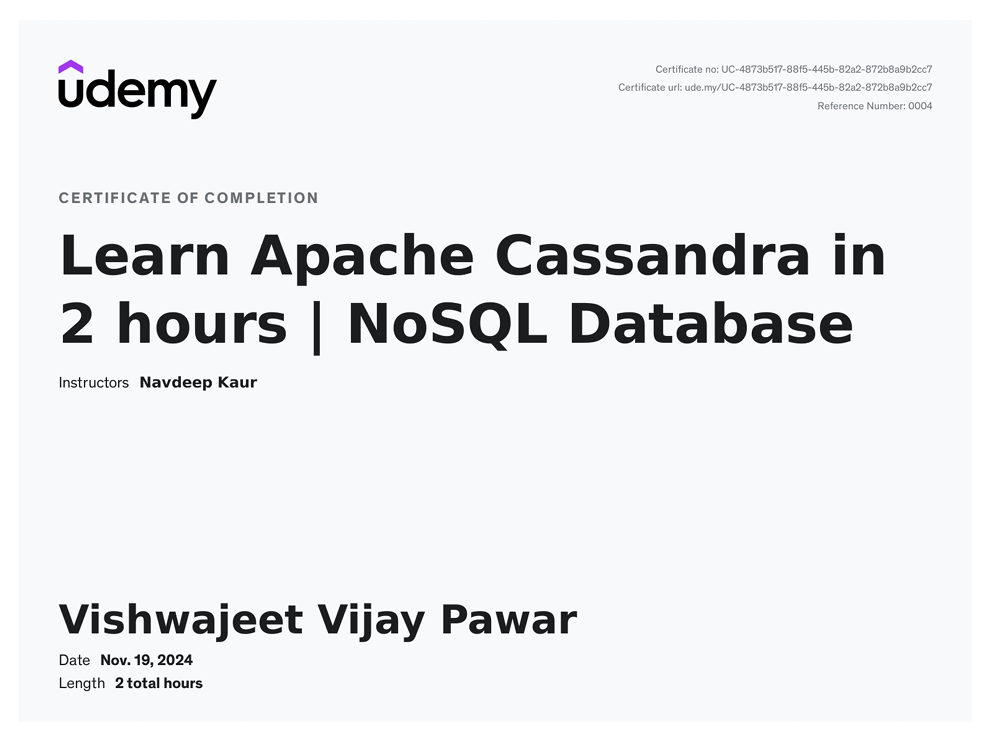 udemy
Certificate no: UC-4873b517-88f5-445b-82a2-872b8a9b2cc7
Certificate url: ude.my/UC-4873b517-88f5-445b-82a2-872b8a9b2cc7
Reference Number: 0004
CERTIFICATE OF COMPLETION
Learn Apache Cassandra in
2 hours | NoSQL Database
Instructors Navdeep Kaur
Vishwajeet Vijay Pawar
Date Nov. 19, 2024
Length 2 total hours